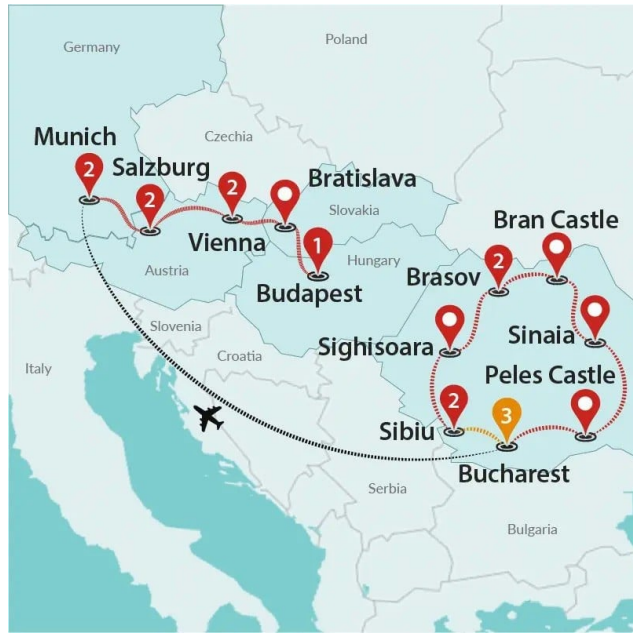 Germany
Poland
Munich
2
Salzburg
2
Czechia
2
Vienna
Bratislava
Slovakia
Austria
1
Hungary
Budapest
Bran Castle
2
Brasov
Sinaia
Sighisoara
Slovenia
Croatia
Italy
Peles Castle
2
3
Sibiu
Bucharest
Serbia
Bulgaria